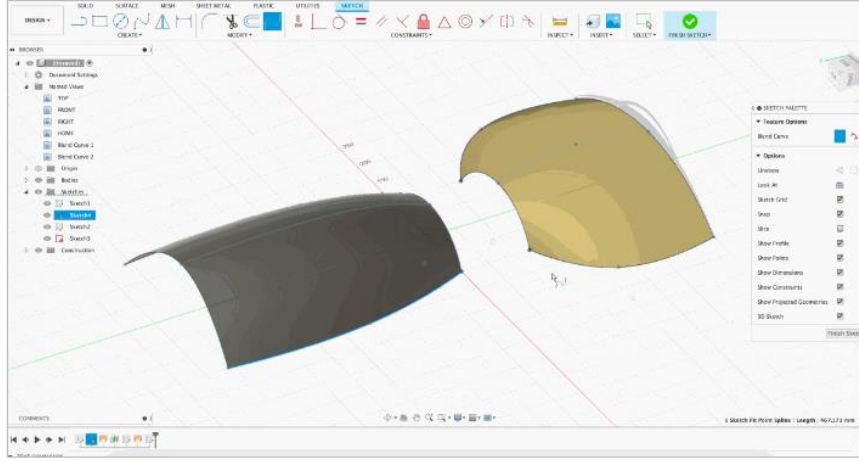 SOLID SURFACE MESH SHEET METAL PLASTIC UTILITIES SKETCH
DESIGN
CREATE MODIFY CONSTRAINTS INSPECT INSERT SELECT FINISH SKETCH
BROWSER
(Unsaved)
Document Settings
Named Views
TOP
FRONT
RIGHT
HOME
Blend Curve 1
Blend Curve 2
Origin
Bodies
Sketches
Sketch1
Sketch4
Sketch2
Sketch3
Construction
SKETCH PALETTE
Feature Options
Blend Curve
Options
Linetype
Look At
Sketch Grid
Snap
Slice
Show Profile
Show Points
Show Dimensions
Show Constraints
Show Projected Geometries
3D Sketch
Finish Sket
COMMENTS
1 Sketch Fit Point Spline | Length : 467.172 mm